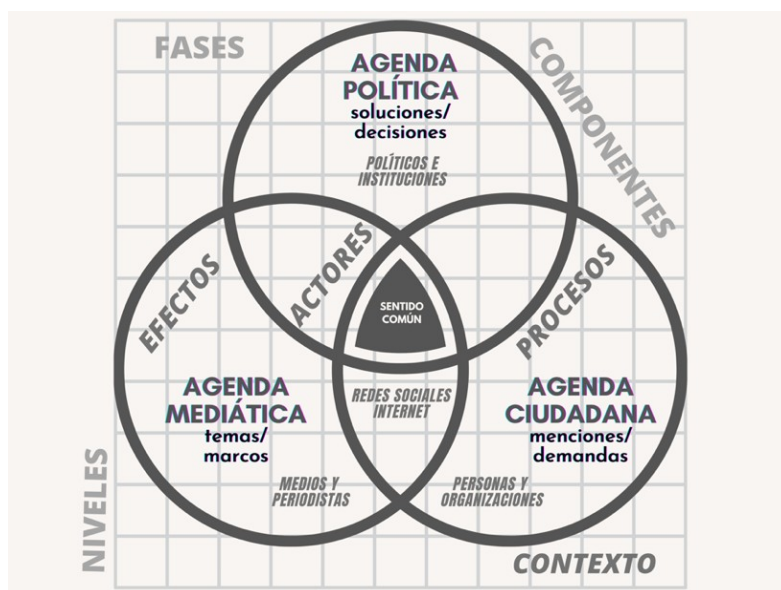 FASES
COMPONENTES
AGENDA
POLÍTICA
soluciones/
decisiones
POLÍTICOS E
INSTITUCIONES
EFECTOS
ACTORES
PROCESOS
SENTIDO
COMÚN
AGENDA
MEDIÁTICA
temas/
marcos
REDES SOCIALES
INTERNET
AGENDA
CIUDADANA
menciones/
demandas
MEDIOS Y
PERIODISTAS
PERSONAS Y
ORGANIZACIONES
NIVELES
CONTEXTO